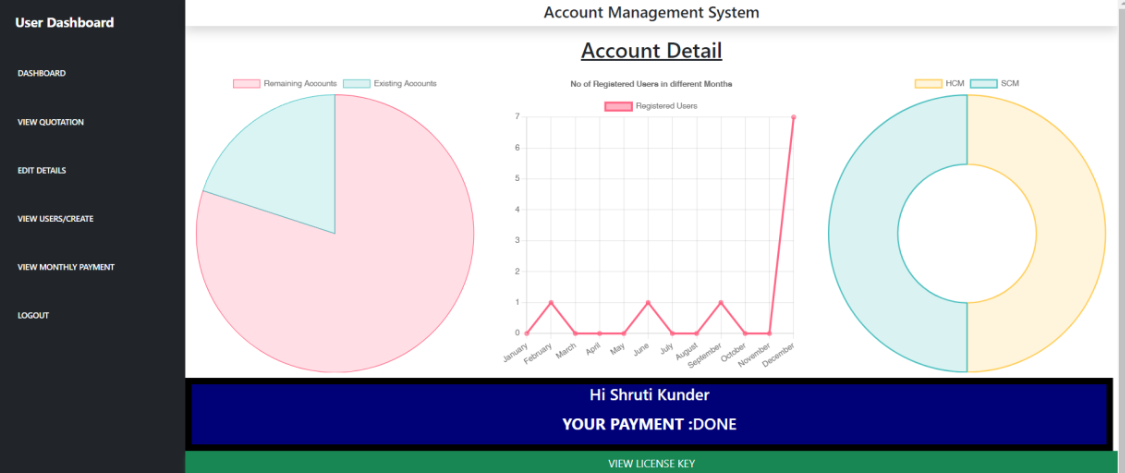 User Dashboard
DASHBOARD
VIEW QUOTATION
EDIT DETAILS
VIEW USERS/CREATE
VIEW MONTHLY PAYMENT
LOGOUT
Account Management System
Account Detail
Remaining Accounts Existing Accounts
No of Registered Users in different Months
Registered Users
7
6
5
4
3
2
1
0
January February March April May June July August September October November December
HCM SCM
Hi Shruti Kunder
YOUR PAYMENT :DONE
VIEW LICENSE KEY